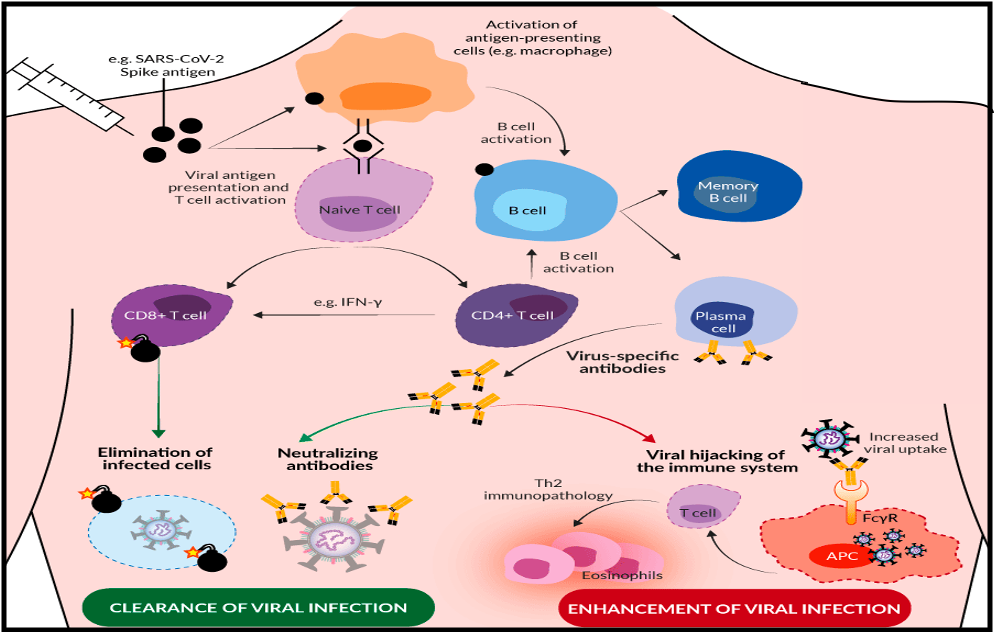 Activation of
antigen-presenting
cells (e.g. macrophage)
e.g. SARS-CoV-2
Spike antigen
B cell
activation
Viral antigen
presentation and
T cell activation
Naive T cell
B cell
Memory
B cell
B cell
activation
CD8+ T cell
e.g. IFN-γ
CD4+ T cell
Plasma
cell
Virus-specific
antibodies
Elimination of
infected cells
Neutralizing
antibodies
Viral hijacking of
the immune system
Increased
viral uptake
Th2
immunopathology
T cell
FcγR
APC
Eosinophils
CLEARANCE OF VIRAL INFECTION
ENHANCEMENT OF VIRAL INFECTION